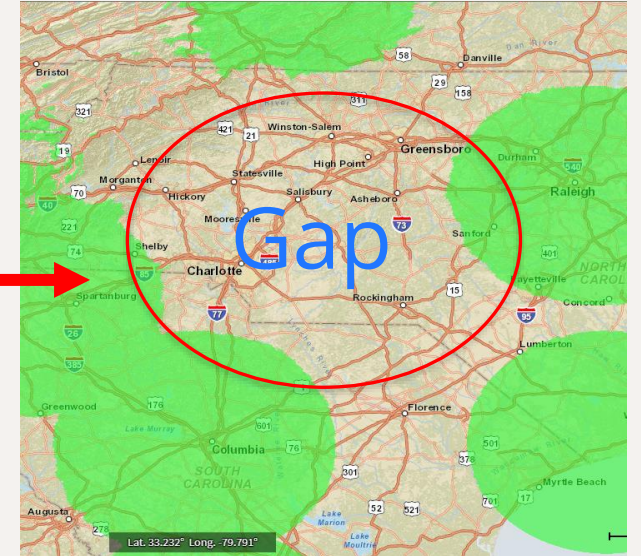 58
Danville
Dan River
Bristol
29
158
321
River
311
421
21
Winston-Salem
19
Greensboro
Lenoir
High Point
Durham
540
Morganton
Statesville
70
Hickory
Salisbury
Asheboro
Raleigh
40
Mooresville
73
221
Gap
Sanford
74
Shelby
401
485
NORTH
CAROL
Charlotte
85
Fayetteville
Spartanburg
15
Rockingham
Concord
77
95
26
Lumberton
385
Greenwood
176
Florence
Lake Murray
601
501
Columbia
76
378
SOUTH
CAROLINA
301
Myrtle Beach
701
17
52
521
Augusta
Lake
Marion
278
Lake
Moultrie
Lat. 33.232° Long. -79.791°